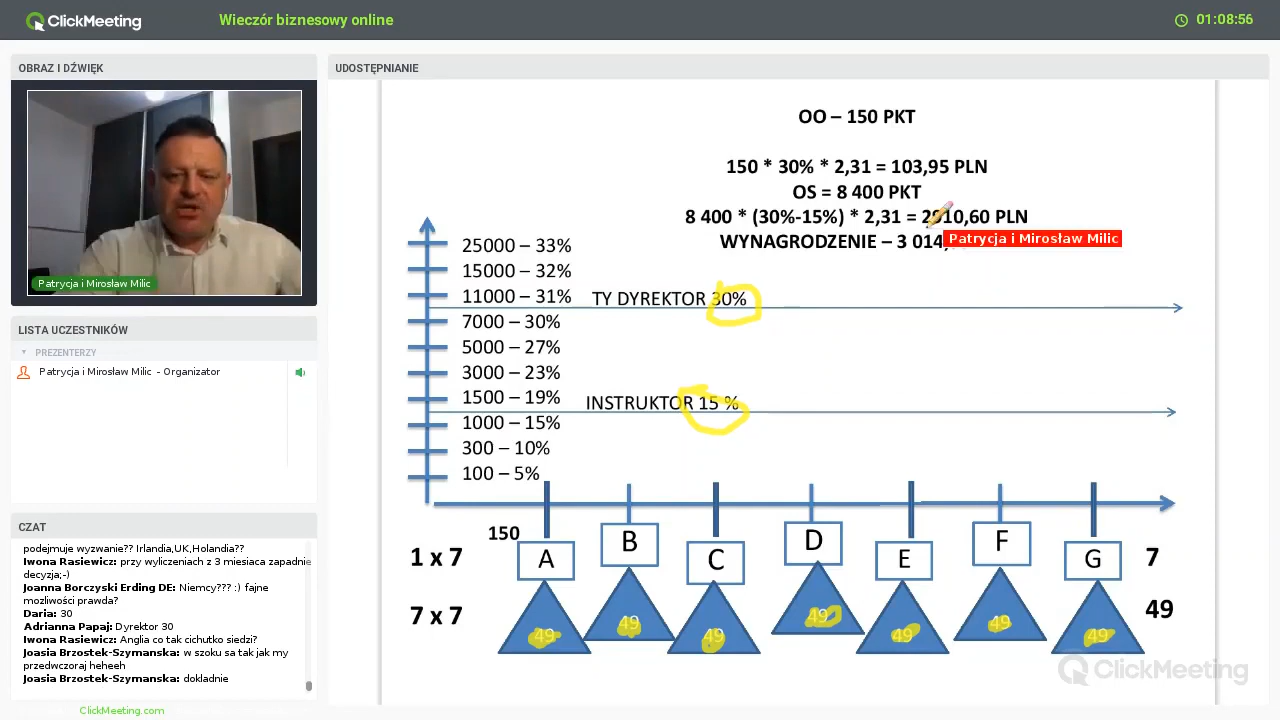 ClickMeeting
Wieczór biznesowy online
01:08:56
OBRAZ I DŹWIĘK
Patrycja i Mirosław Milic
LISTA UCZESTNIKÓW
PREZENTERZY
Patrycja i Mirosław Milic - Organizator
CZAT
podejmuje wyzwanie?? Irlandia,UK,Holandia??
Iwona Rasiewicz: przy wyliczeniach z 3 miesiaca zapadnie
decyzja;-)
Joanna Borczyski Erding DE: Niemcy??? :) fajne
mozliwości prawda?
Daria: 30
Adrianna Papaj: Dyrektor 30
Iwona Rasiewicz: Anglia co tak cichutko siedzi?
Joasia Brzostek-Szymanska: w szoku sa tak jak my
przedwczoraj heheeh
Joasia Brzostek-Szymanska: dokladnie
ClickMeeting.com
UDOSTĘPNIANIE
OO – 150 PKT
150 * 30% * 2,31 = 103,95 PLN
OS = 8 400 PKT
8 400 * (30%-15%) * 2,31 = 2910,60 PLN
WYNAGRODZENIE – 3 014,
Patrycja i Mirosław Milic
25000 – 33%
15000 – 32%
11000 – 31%
TY DYREKTOR 30%
7000 – 30%
5000 – 27%
3000 – 23%
1500 – 19%
INSTRUKTOR 15 %
1000 – 15%
300 – 10%
100 – 5%
150
1 x 7
A B C D E F G
7
7 x 7
49 49 49 49 49 49 49
49
ClickMeeting